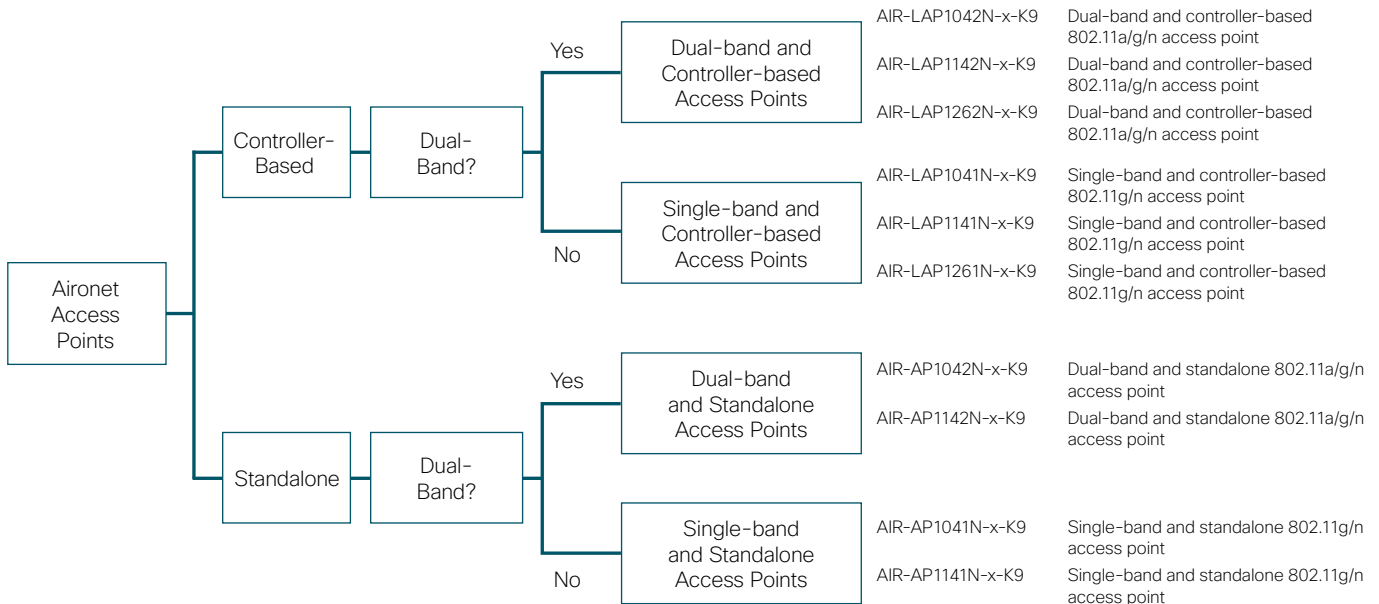 Aironet
Access
Points
Controller-
Based
Dual-
Band?
Yes
No
Dual-band and
Controller-based
Access Points
AIR-LAP1042N-x-K9 Dual-band and controller-based
802.11a/g/n access point
AIR-LAP1142N-x-K9 Dual-band and controller-based
802.11a/g/n access point
AIR-LAP1262N-x-K9 Dual-band and controller-based
802.11a/g/n access point
Single-band and
Controller-based
Access Points
AIR-LAP1041N-x-K9 Single-band and controller-based
802.11g/n access point
AIR-LAP1141N-x-K9 Single-band and controller-based
802.11g/n access point
AIR-LAP1261N-x-K9 Single-band and controller-based
802.11g/n access point
Standalone
Dual-
Band?
Yes
No
Dual-band
and Standalone
Access Points
AIR-AP1042N-x-K9 Dual-band and standalone 802.11a/g/n
access point
AIR-AP1142N-x-K9 Dual-band and standalone 802.11a/g/n
access point
Single-band
and Standalone
Access Points
AIR-AP1041N-x-K9 Single-band and standalone 802.11g/n
access point
AIR-AP1141N-x-K9 Single-band and standalone 802.11g/n
access point